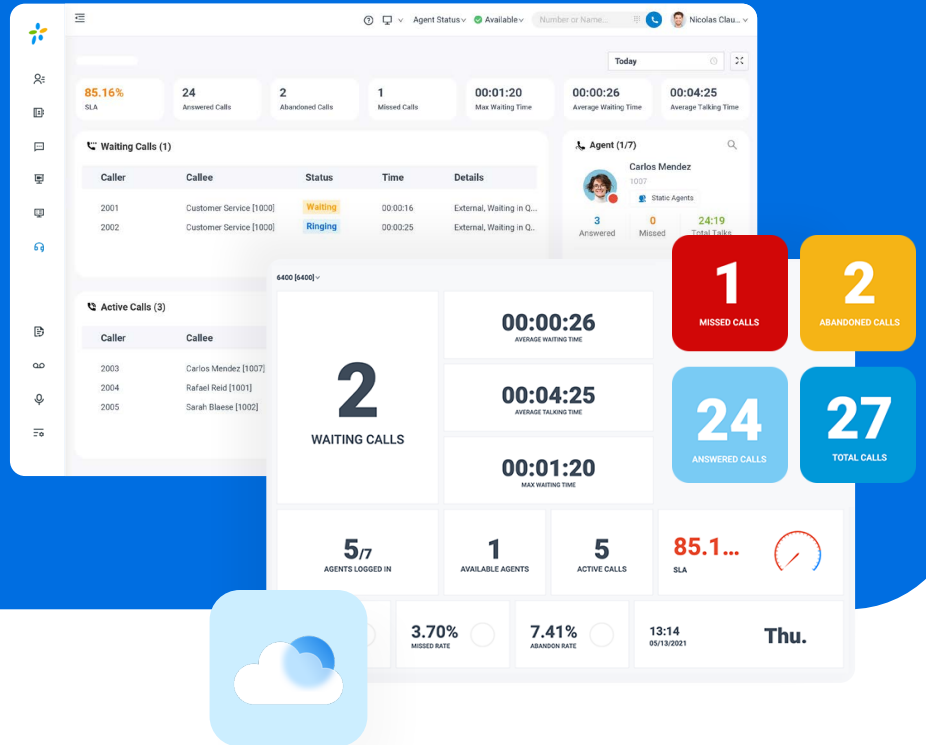 Agent Status
Available
Number or Name...
Nicolas Clau...
Today
85.16%
SLA
24
Answered Calls
2
Abandoned Calls
1
Missed Calls
00:01:20
Max Waiting Time
00:00:26
Average Waiting Time
00:04:25
Average Talking Time
Waiting Calls (1)
Caller Callee Status Time Details
2001 Customer Service [1000] Waiting 00:00:16 External, Waiting in Q...
2002 Customer Service [1000] Ringing 00:00:25 External, Waiting in Q..
Agent (1/7)
Carlos Mendez
1007
Static Agents
3
Answered
0
Missed
24:19
Total Talks
Active Calls (3)
Caller Callee
2003 Carlos Mendez [1007]
2004 Rafael Reid [1001]
2005 Sarah Blaese [1002]
6400 [6400]
2
WAITING CALLS
00:00:26
AVERAGE WAITING TIME
00:04:25
AVERAGE TALKING TIME
00:01:20
MAX WAITING TIME
1
MISSED CALLS
2
ABANDONED CALLS
24
ANSWERED CALLS
27
TOTAL CALLS
5/7
AGENTS LOGGED IN
1
AVAILABLE AGENTS
5
ACTIVE CALLS
85.1...
SLA
3.70%
MISSED RATE
7.41%
ABANDON RATE
13:14
05/13/2021
Thu.